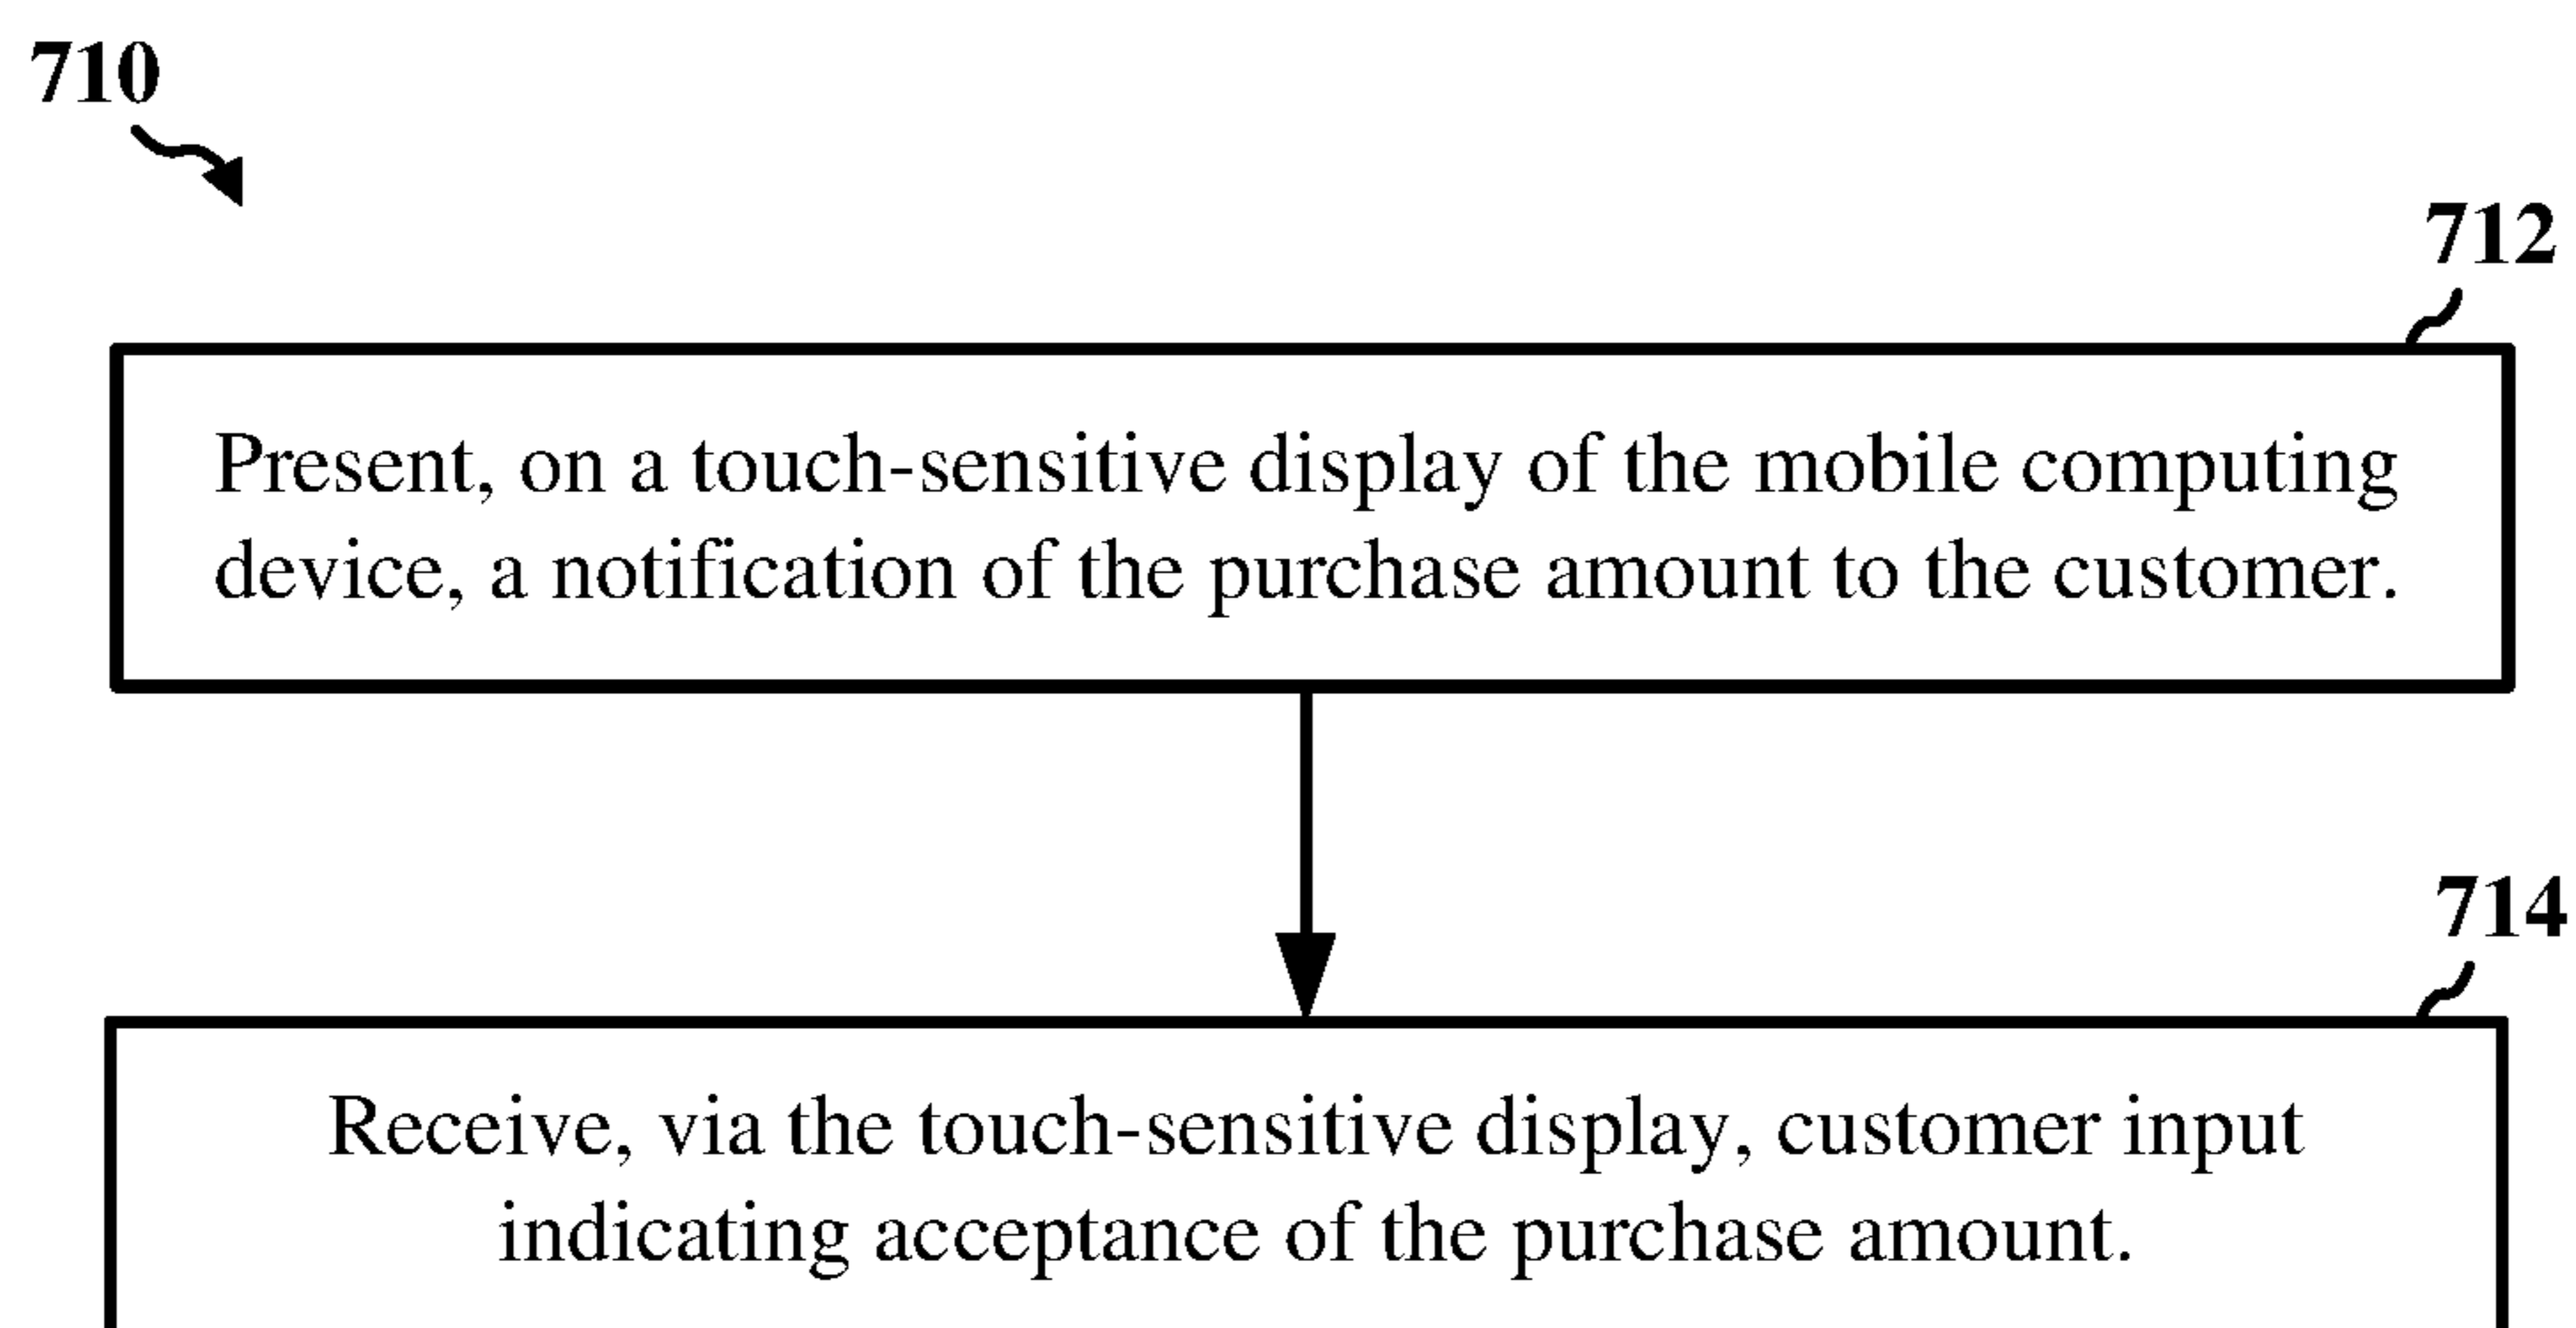 710
712
Present, on a touch-sensitive display of the mobile computing
device, a notification of the purchase amount to the customer.
714
Receive, via the touch-sensitive display, customer input
indicating acceptance of the purchase amount.